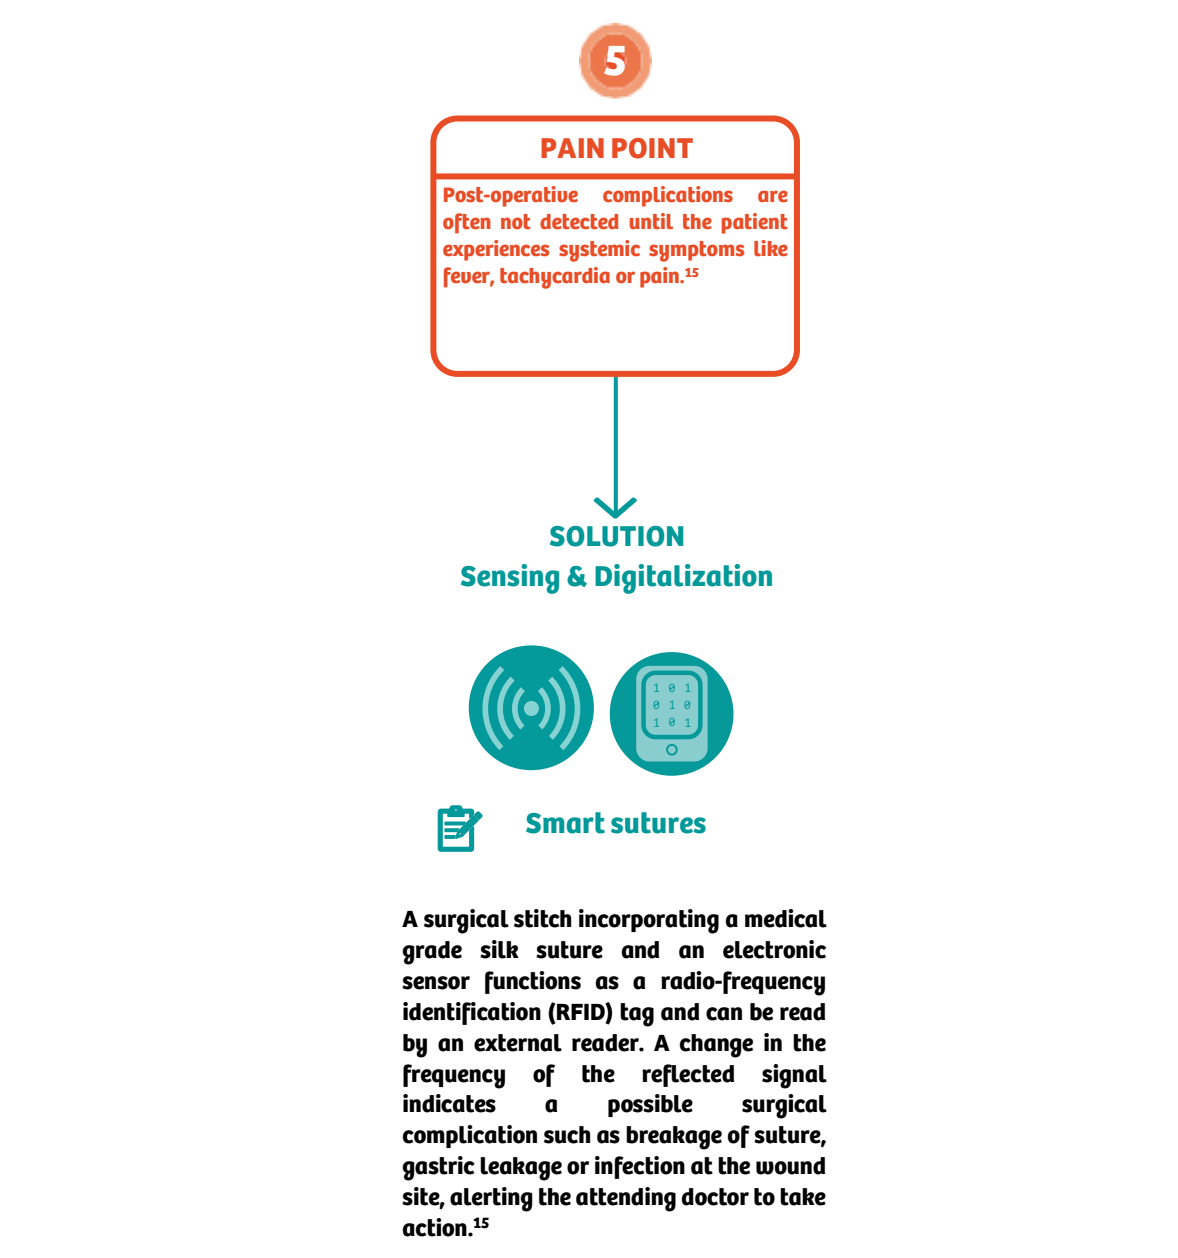 5
PAIN POINT
Post-operative complications are
often not detected until the patient
experiences systemic symptoms like
fever, tachycardia or pain.¹⁵
SOLUTION
Sensing & Digitalization
1 0 1
0 1 0
1 0 1
Smart sutures
A surgical stitch incorporating a medical
grade silk suture and an electronic
sensor functions as a radio-frequency
identification (RFID) tag and can be read
by an external reader. A change in the
frequency of the reflected signal
indicates a possible surgical
complication such as breakage of suture,
gastric leakage or infection at the wound
site, alerting the attending doctor to take
action.¹⁵